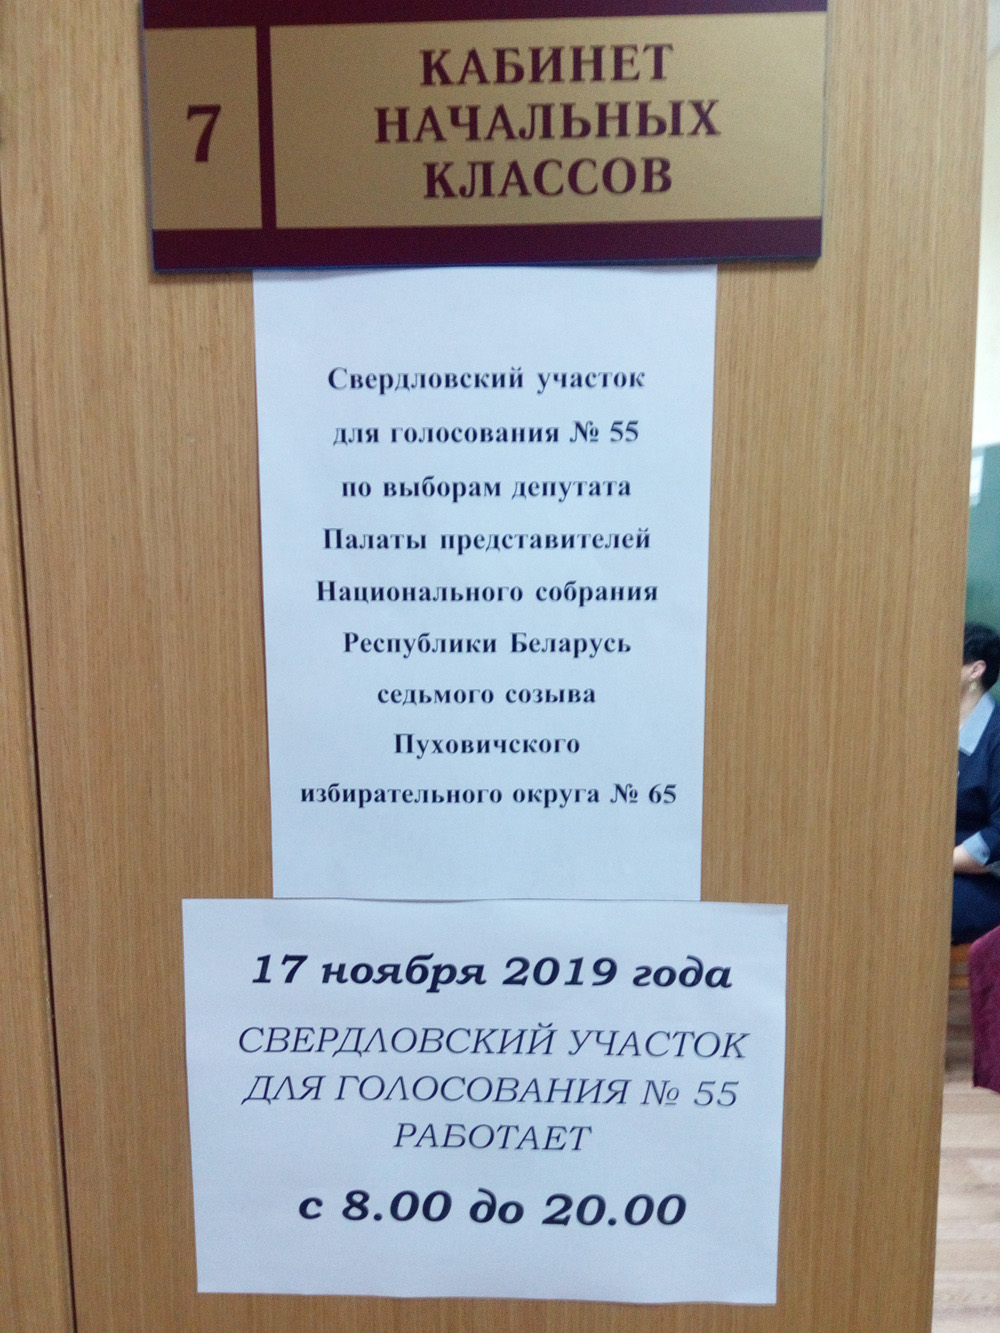 7
КАБИНЕТ
НАЧАЛЬНЫХ
КЛАССОВ
Свердловский участок
для голосования № 55
по выборам депутата
Палаты представителей
Национального собрания
Республики Беларусь
седьмого созыва
Пуховичского
избирательного округа № 65
17 ноября 2019 года
СВЕРДЛОВСКИЙ УЧАСТОК
ДЛЯ ГОЛОСОВАНИЯ № 55
РАБОТАЕТ
с 8.00 до 20.00